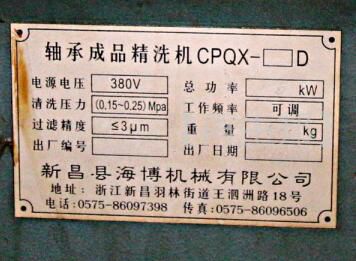 轴承成品精洗机CPQX-□D
电源电压 380V 总功率 kW
清洗压力 (0,15~0,25)Mpa 工作频率 可调
过滤精度 ≤3μm 重量 kg
出厂编号 出厂日期
新昌县海博机械有限公司
地址: 浙江新昌羽林街道王泗洲路18号
电话:0575-86097398 传真:0575-86096506